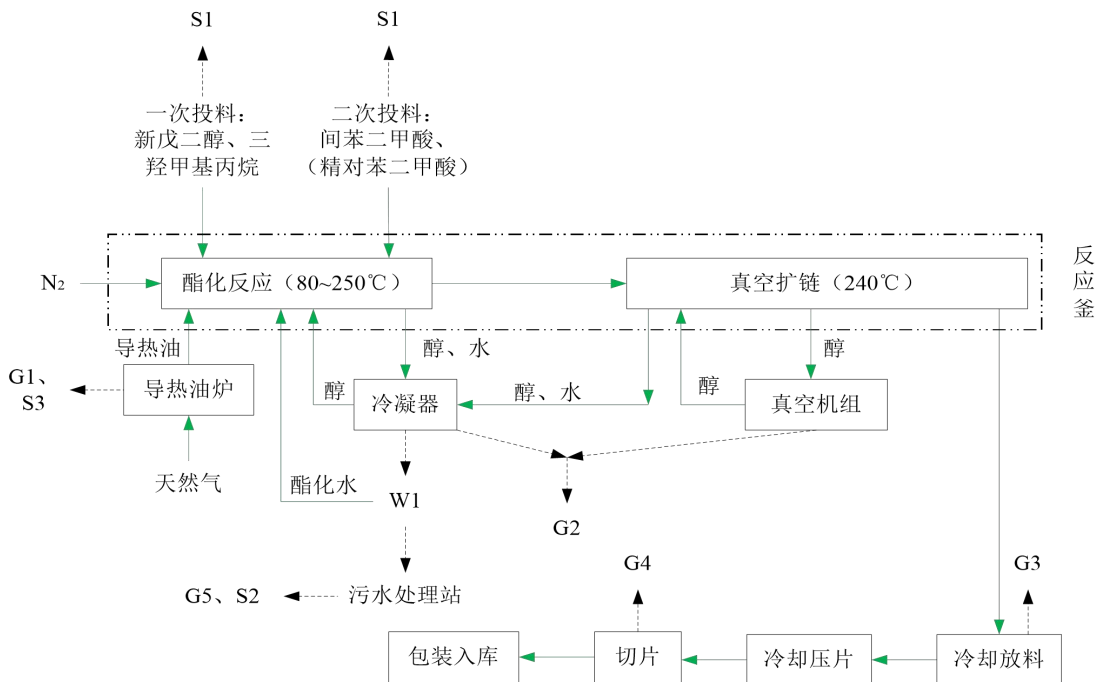 S1
S1
一次投料：
新戊二醇、三
羟甲基丙烷
二次投料：
间苯二甲酸、
（精对苯二甲酸）
N2
酯化反应（80~250℃）
真空扩链（240℃）
反
应
釜
导热油
醇、水
醇
G1、
S3
导热油炉
醇
冷凝器
醇、水
醇
真空机组
天然气
酯化水
W1
G2
G5、S2
污水处理站
G4
G3
包装入库
切片
冷却压片
冷却放料